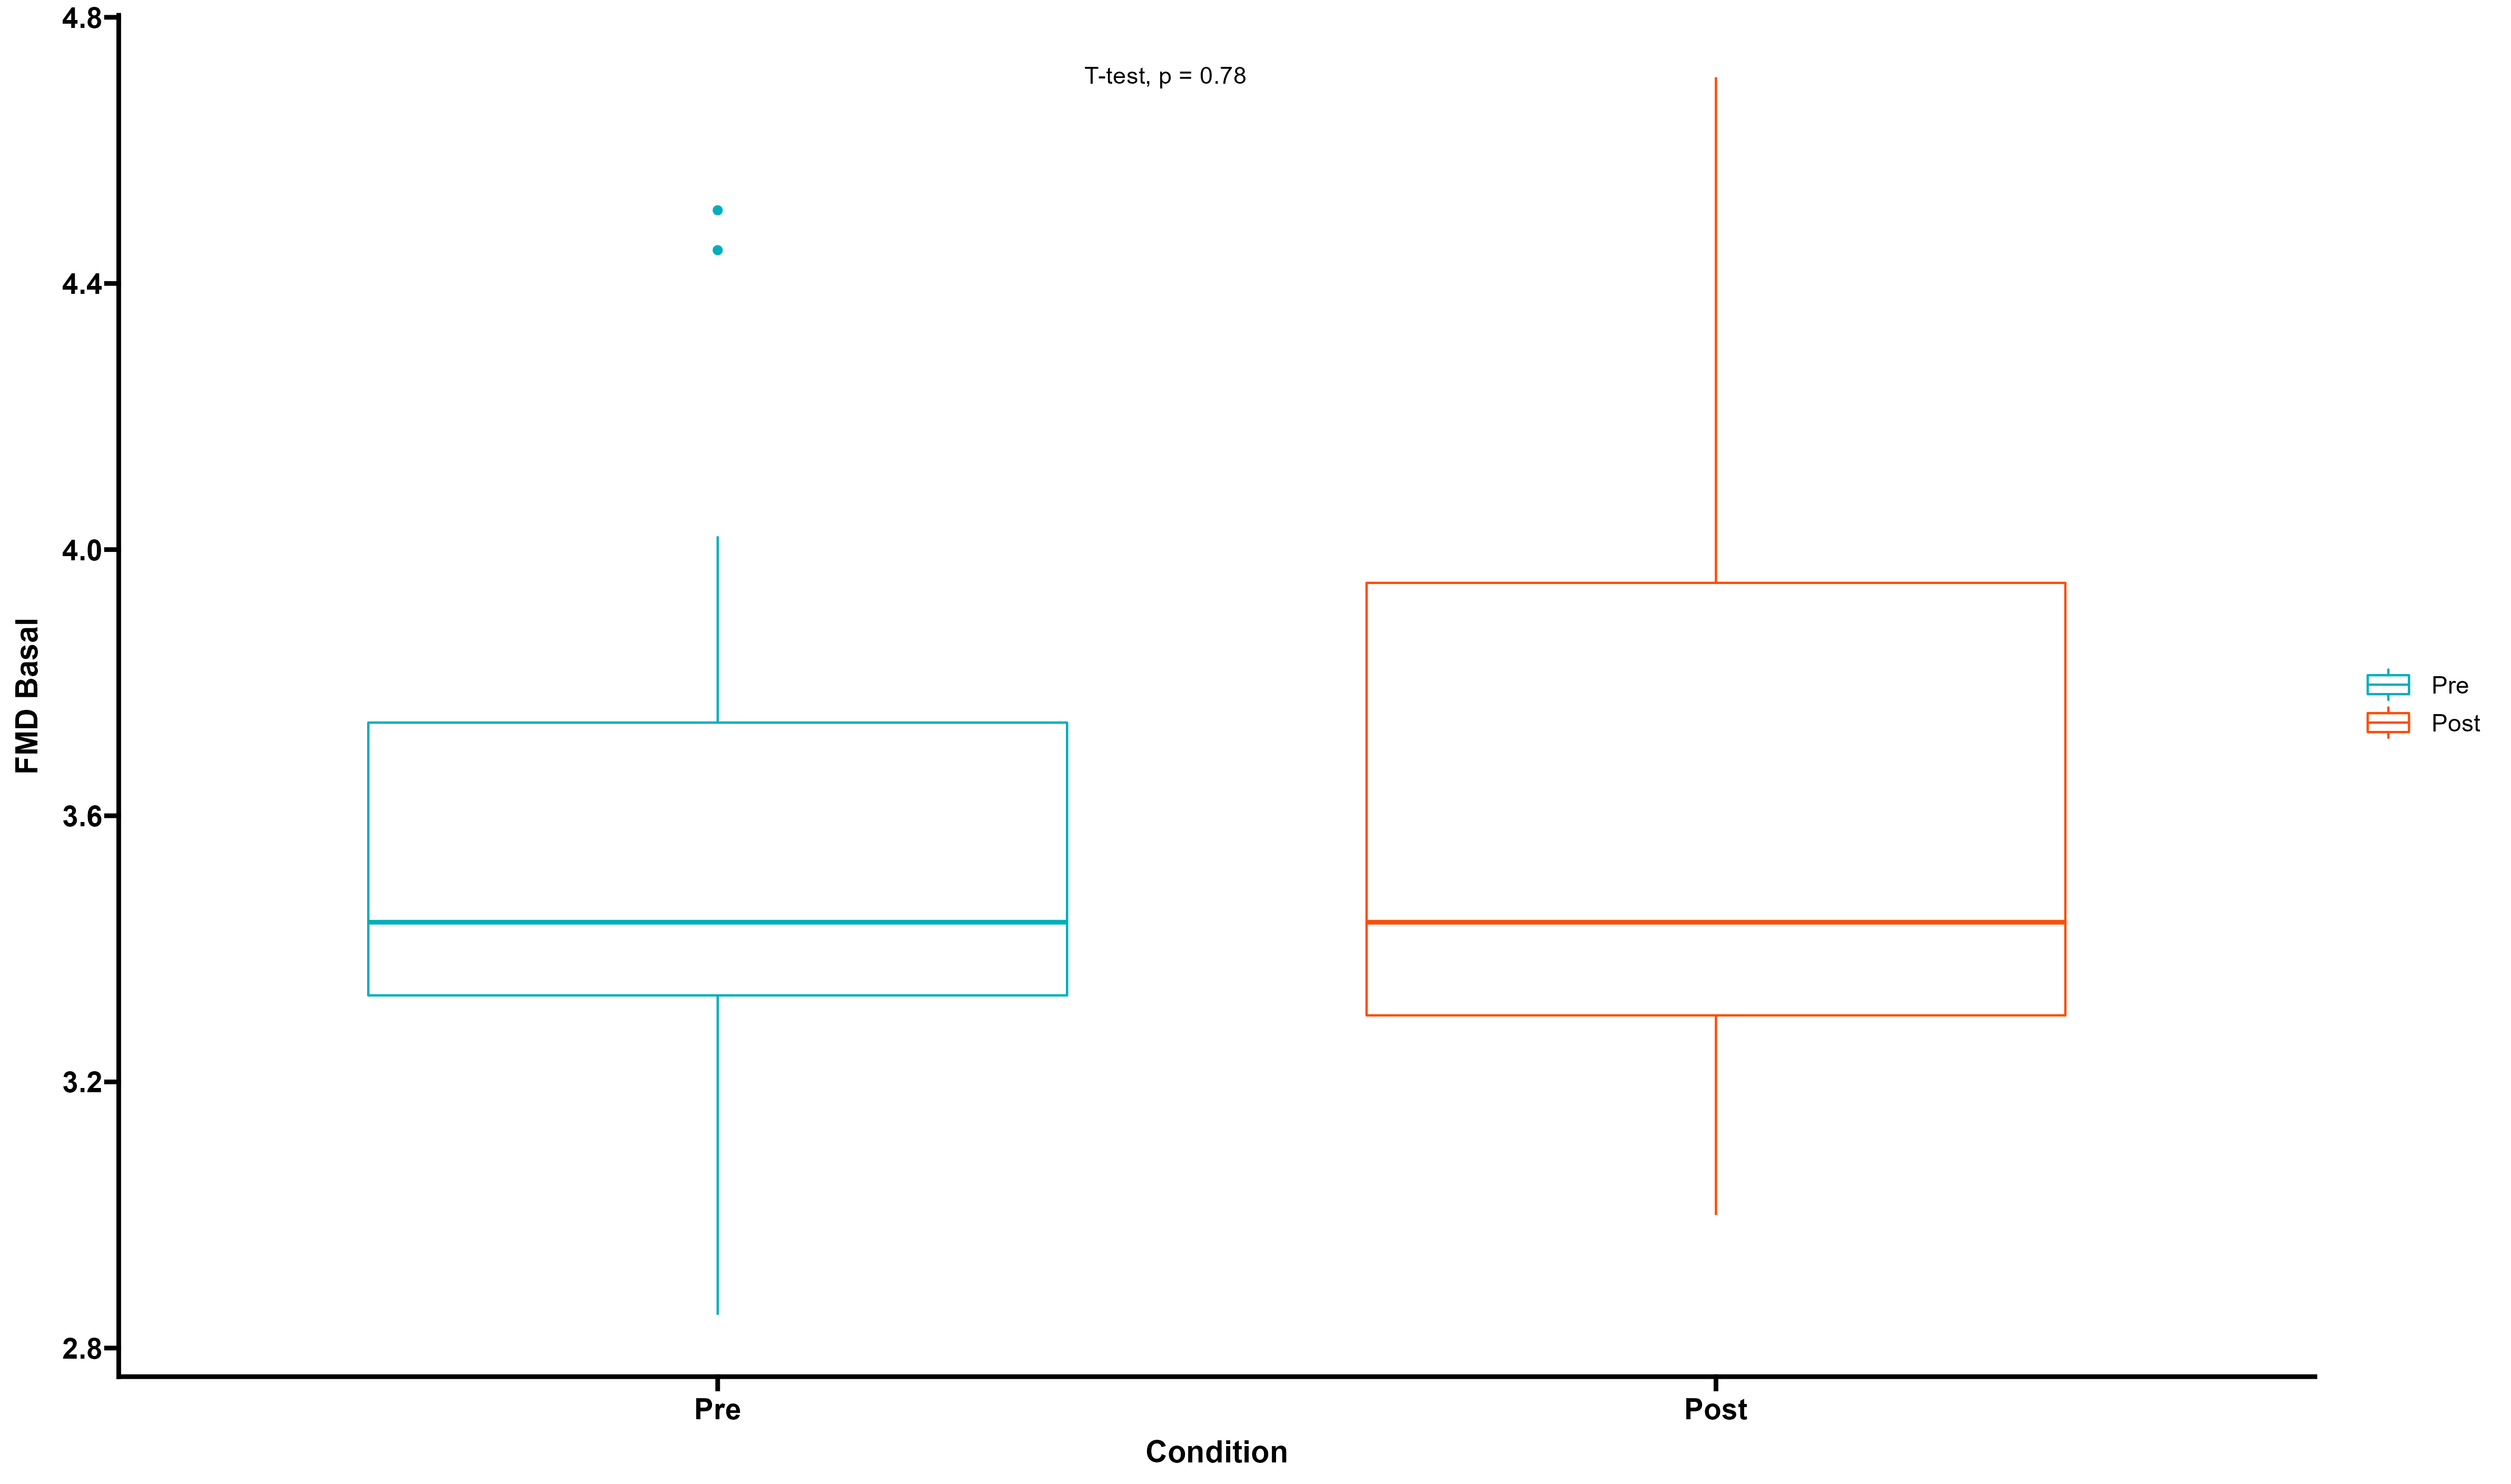 T-test, p = 0.78
FMD Basal
4.8
4.4
4.0
3.6
3.2
2.8
Pre
Post
Condition
Pre
Post